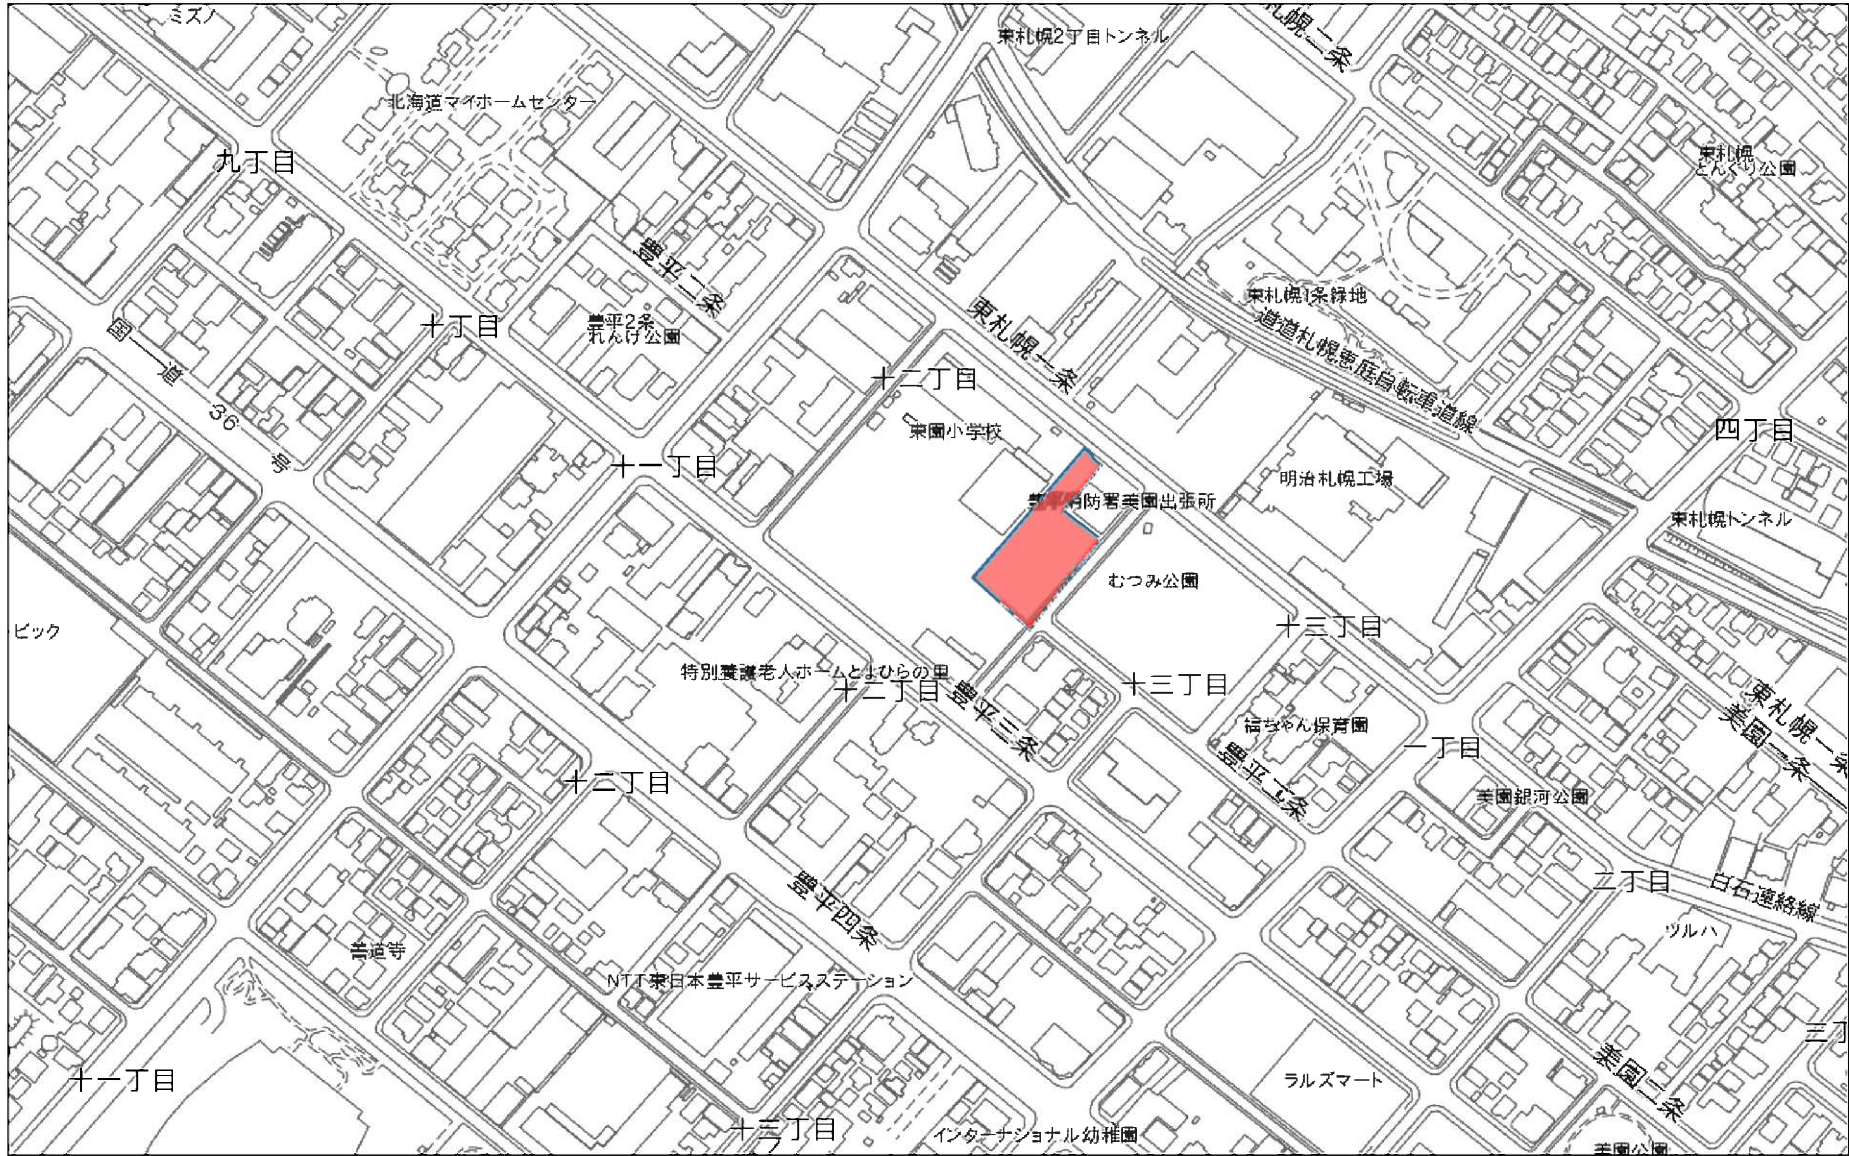 ミズノ
東札幌2丁目トンネル
東札幌二条
北海道マイホームセンター
九丁目
東札幌
どんぐり公園
豊平二条
東札幌1条緑地
国道36号
十丁目
豊平2条
れんげ公園
東札幌一条
道道札幌恵庭自転車道線
十二丁目
東園小学校
四丁目
十一丁目
明治札幌工場
豊平消防署美園出張所
東札幌トンネル
むつみ公園
ビック
十三丁目
特別養護老人ホームとよひらの里
十二丁目
豊平三条
十三丁目
福ちゃん保育園
豊平二条
一丁目
東札幌一条
美園一条
十二丁目
美園銀河公園
豊平四条
二丁目
白石連絡線
ツルハ
善道寺
NTT東日本豊平サービスステーション
三丁
十一丁目
ラルズマート
美園二条
十三丁目
インターナショナル幼稚園
美園公園